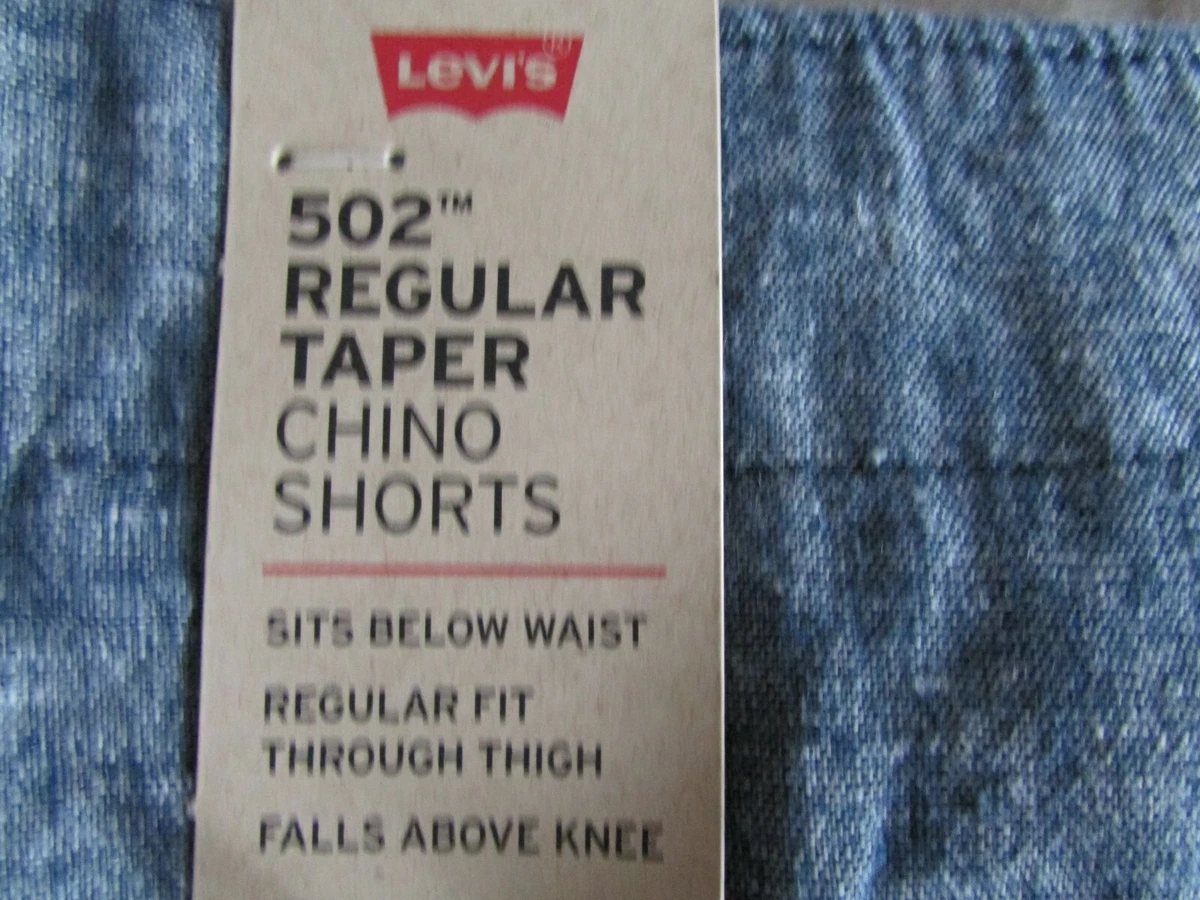 Levi's®
502™
REGULAR
TAPER
CHINO
SHORTS
SITS BELOW WAIST
REGULAR FIT
THROUGH THIGH
FALLS ABOVE KNEE